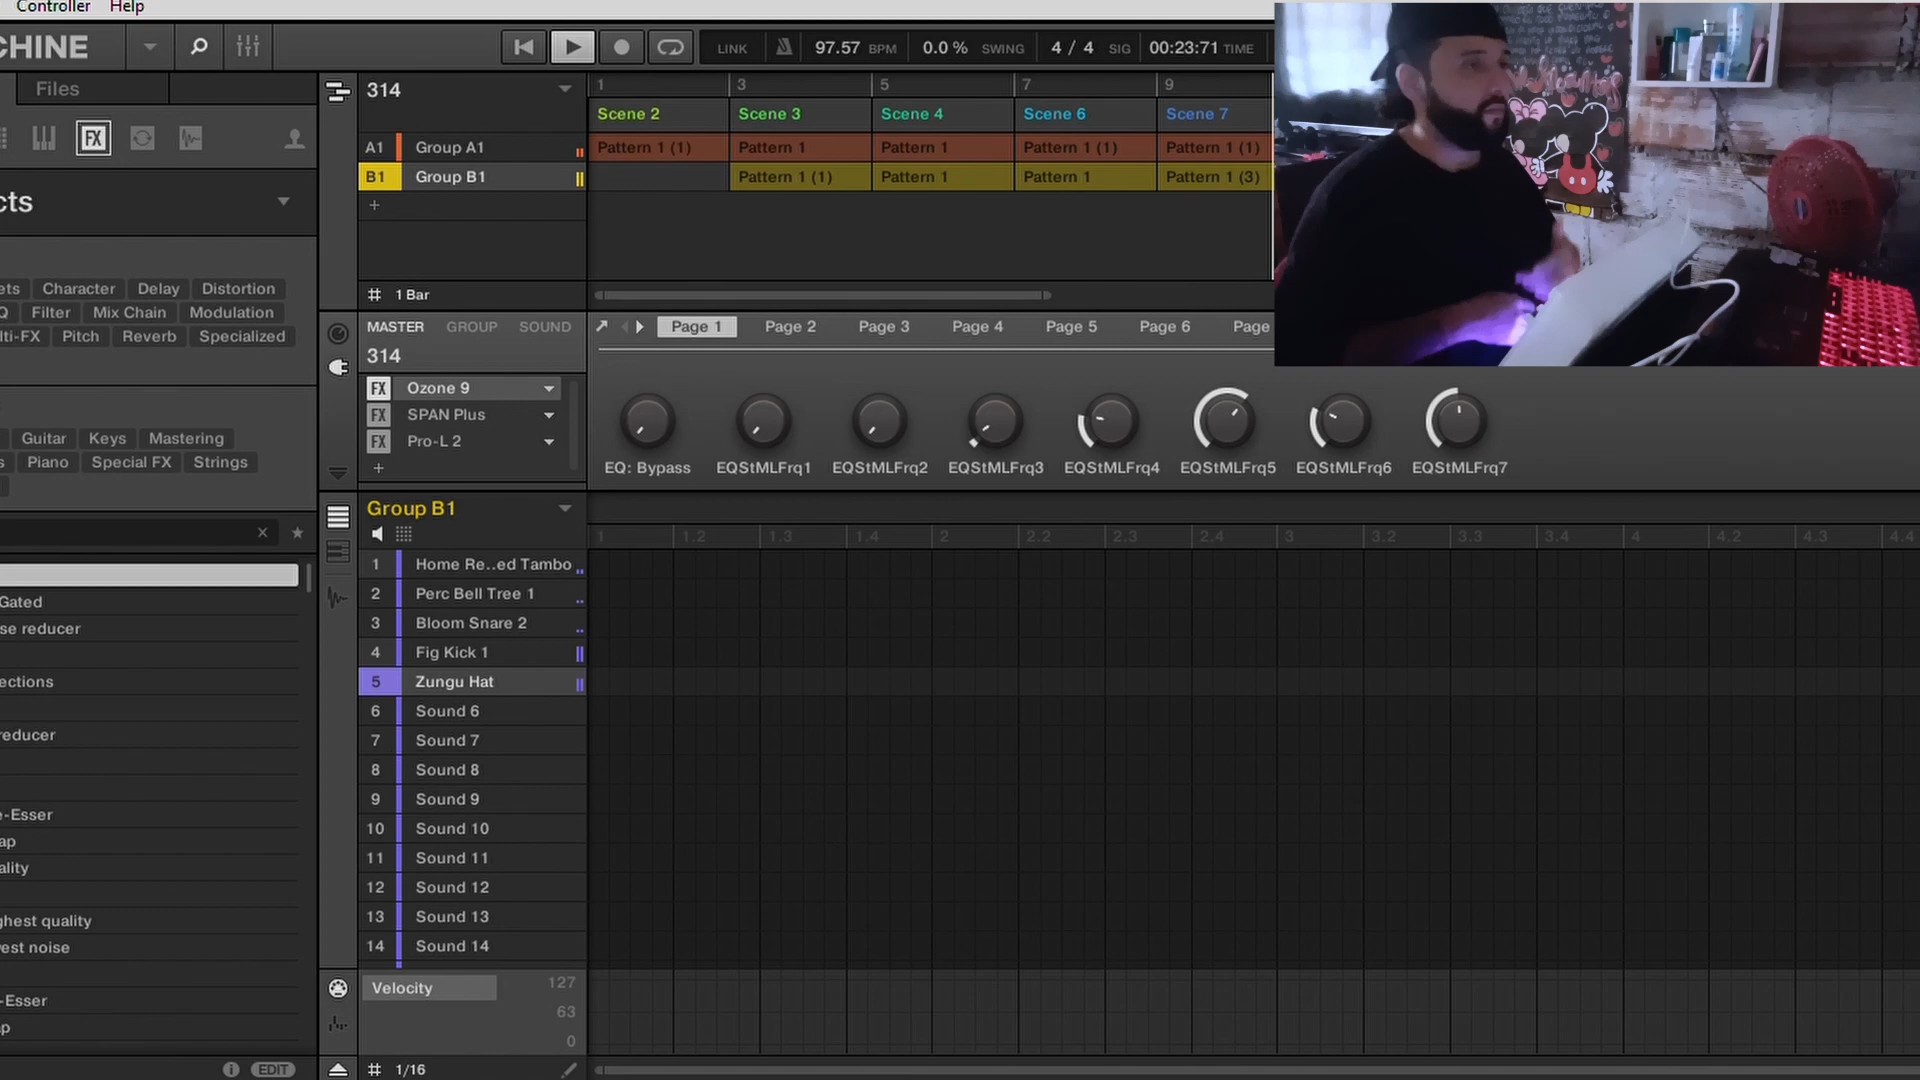 Controller Help
CHINE
LINK 97.57 BPM 0.0 % SWING 4 / 4 SIG 00:23:71 TIME
Files
314
1 3 5 7 9
Scene 2 Scene 3 Scene 4 Scene 6 Scene 7
A1 Group A1 Pattern 1 (1) Pattern 1 Pattern 1 Pattern 1 (1) Pattern 1 (1)
B1 Group B1 Pattern 1 (1) Pattern 1 Pattern 1 Pattern 1 (3)
+
cts
ets Character Delay Distortion
Q Filter Mix Chain Modulation
lti-FX Pitch Reverb Specialized
# 1 Bar
MASTER GROUP SOUND Page 1 Page 2 Page 3 Page 4 Page 5 Page 6 Page
314
FX Ozone 9
FX SPAN Plus
FX Pro-L 2
+
EQ: Bypass EQStMLFrq1 EQStMLFrq2 EQStMLFrq3 EQStMLFrq4 EQStMLFrq5 EQStMLFrq6 EQStMLFrq7
Guitar Keys Mastering
s Piano Special FX Strings
Group B1
1 1.2 1.3 1.4 2 2.2 2.3 2.4 3 3.2 3.3 3.4 4 4.2 4.3 4.4
1 Home Re..ed Tambo
2 Perc Bell Tree 1
3 Bloom Snare 2
4 Fig Kick 1
5 Zungu Hat
6 Sound 6
7 Sound 7
8 Sound 8
9 Sound 9
10 Sound 10
11 Sound 11
12 Sound 12
13 Sound 13
14 Sound 14
Gated
se reducer
ections
reducer
e-Esser
ap
ality
ghest quality
est noise
-Esser
p
Velocity 127
63
0
EDIT
# 1/16